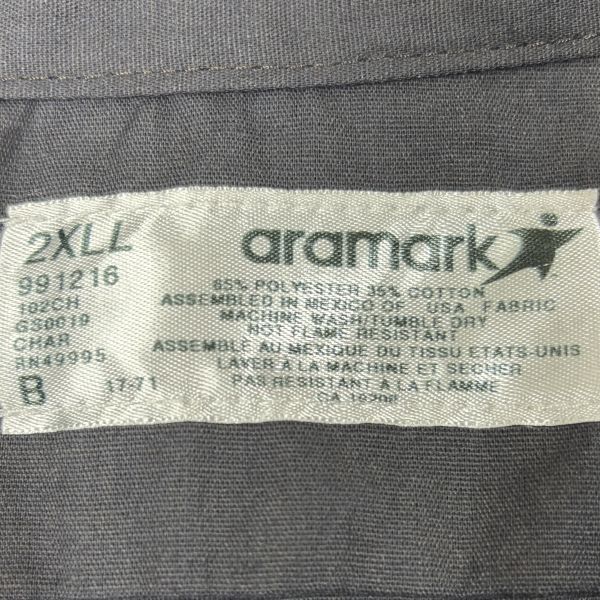 2XLL
991216
102CH
GS0019
CHAR
RN49995
B 17-71
aramark ®
65% POLYESTER 35% COTTON
ASSEMBLED IN MEXICO OF USA FABRIC
MACHINE WASH/TUMBLE DRY
NOT FLAME RESISTANT
ASSEMBLE AU MEXIQUE DU TISSU ETATS-UNIS
LAVER A LA MACHINE ET SECHER
PAS RESISTANT A LA FLAMME
CA